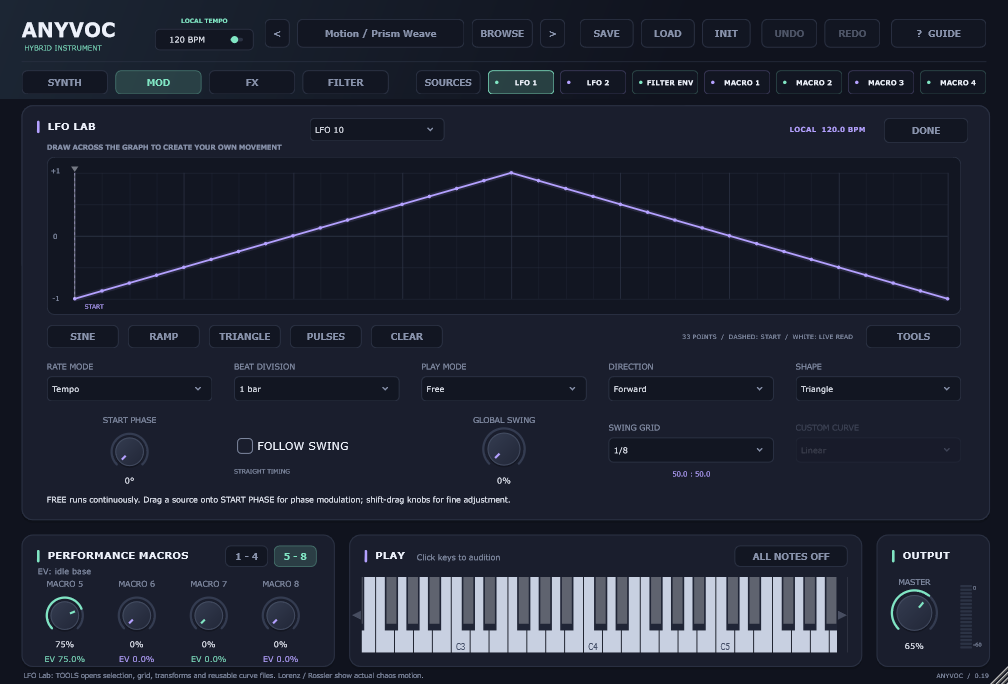 ANYVOC
HYBRID INSTRUMENT
LOCAL TEMPO
120 BPM
<
Motion / Prism Weave
BROWSE
>
SAVE
LOAD
INIT
UNDO
REDO
? GUIDE
SYNTH
MOD
FX
FILTER
SOURCES
LFO 1
LFO 2
FILTER ENV
MACRO 1
MACRO 2
MACRO 3
MACRO 4
LFO LAB
LFO 10
LOCAL 120.0 BPM
DONE
DRAW ACROSS THE GRAPH TO CREATE YOUR OWN MOVEMENT
+1
0
-1
START
SINE
RAMP
TRIANGLE
PULSES
CLEAR
33 POINTS / DASHED: START / WHITE: LIVE READ
TOOLS
RATE MODE
BEAT DIVISION
PLAY MODE
DIRECTION
SHAPE
Tempo
1 bar
Free
Forward
Triangle
START PHASE
GLOBAL SWING
SWING GRID
CUSTOM CURVE
FOLLOW SWING
1/8
Linear
STRAIGHT TIMING
50.0 : 50.0
0°
0%
FREE runs continuously. Drag a source onto START PHASE for phase modulation; shift-drag knobs for fine adjustment.
PERFORMANCE MACROS
1 - 4
5 - 8
EV: idle base
MACRO 5
MACRO 6
MACRO 7
MACRO 8
75%
0%
0%
0%
EV 75.0%
EV 0.0%
EV 0.0%
EV 0.0%
PLAY
Click keys to audition
ALL NOTES OFF
C3
C4
C5
OUTPUT
MASTER
0
-60
65%
LFO Lab: TOOLS opens selection, grid, transforms and reusable curve files. Lorenz / Rossler show actual chaos motion.
ANYVOC / 0.19